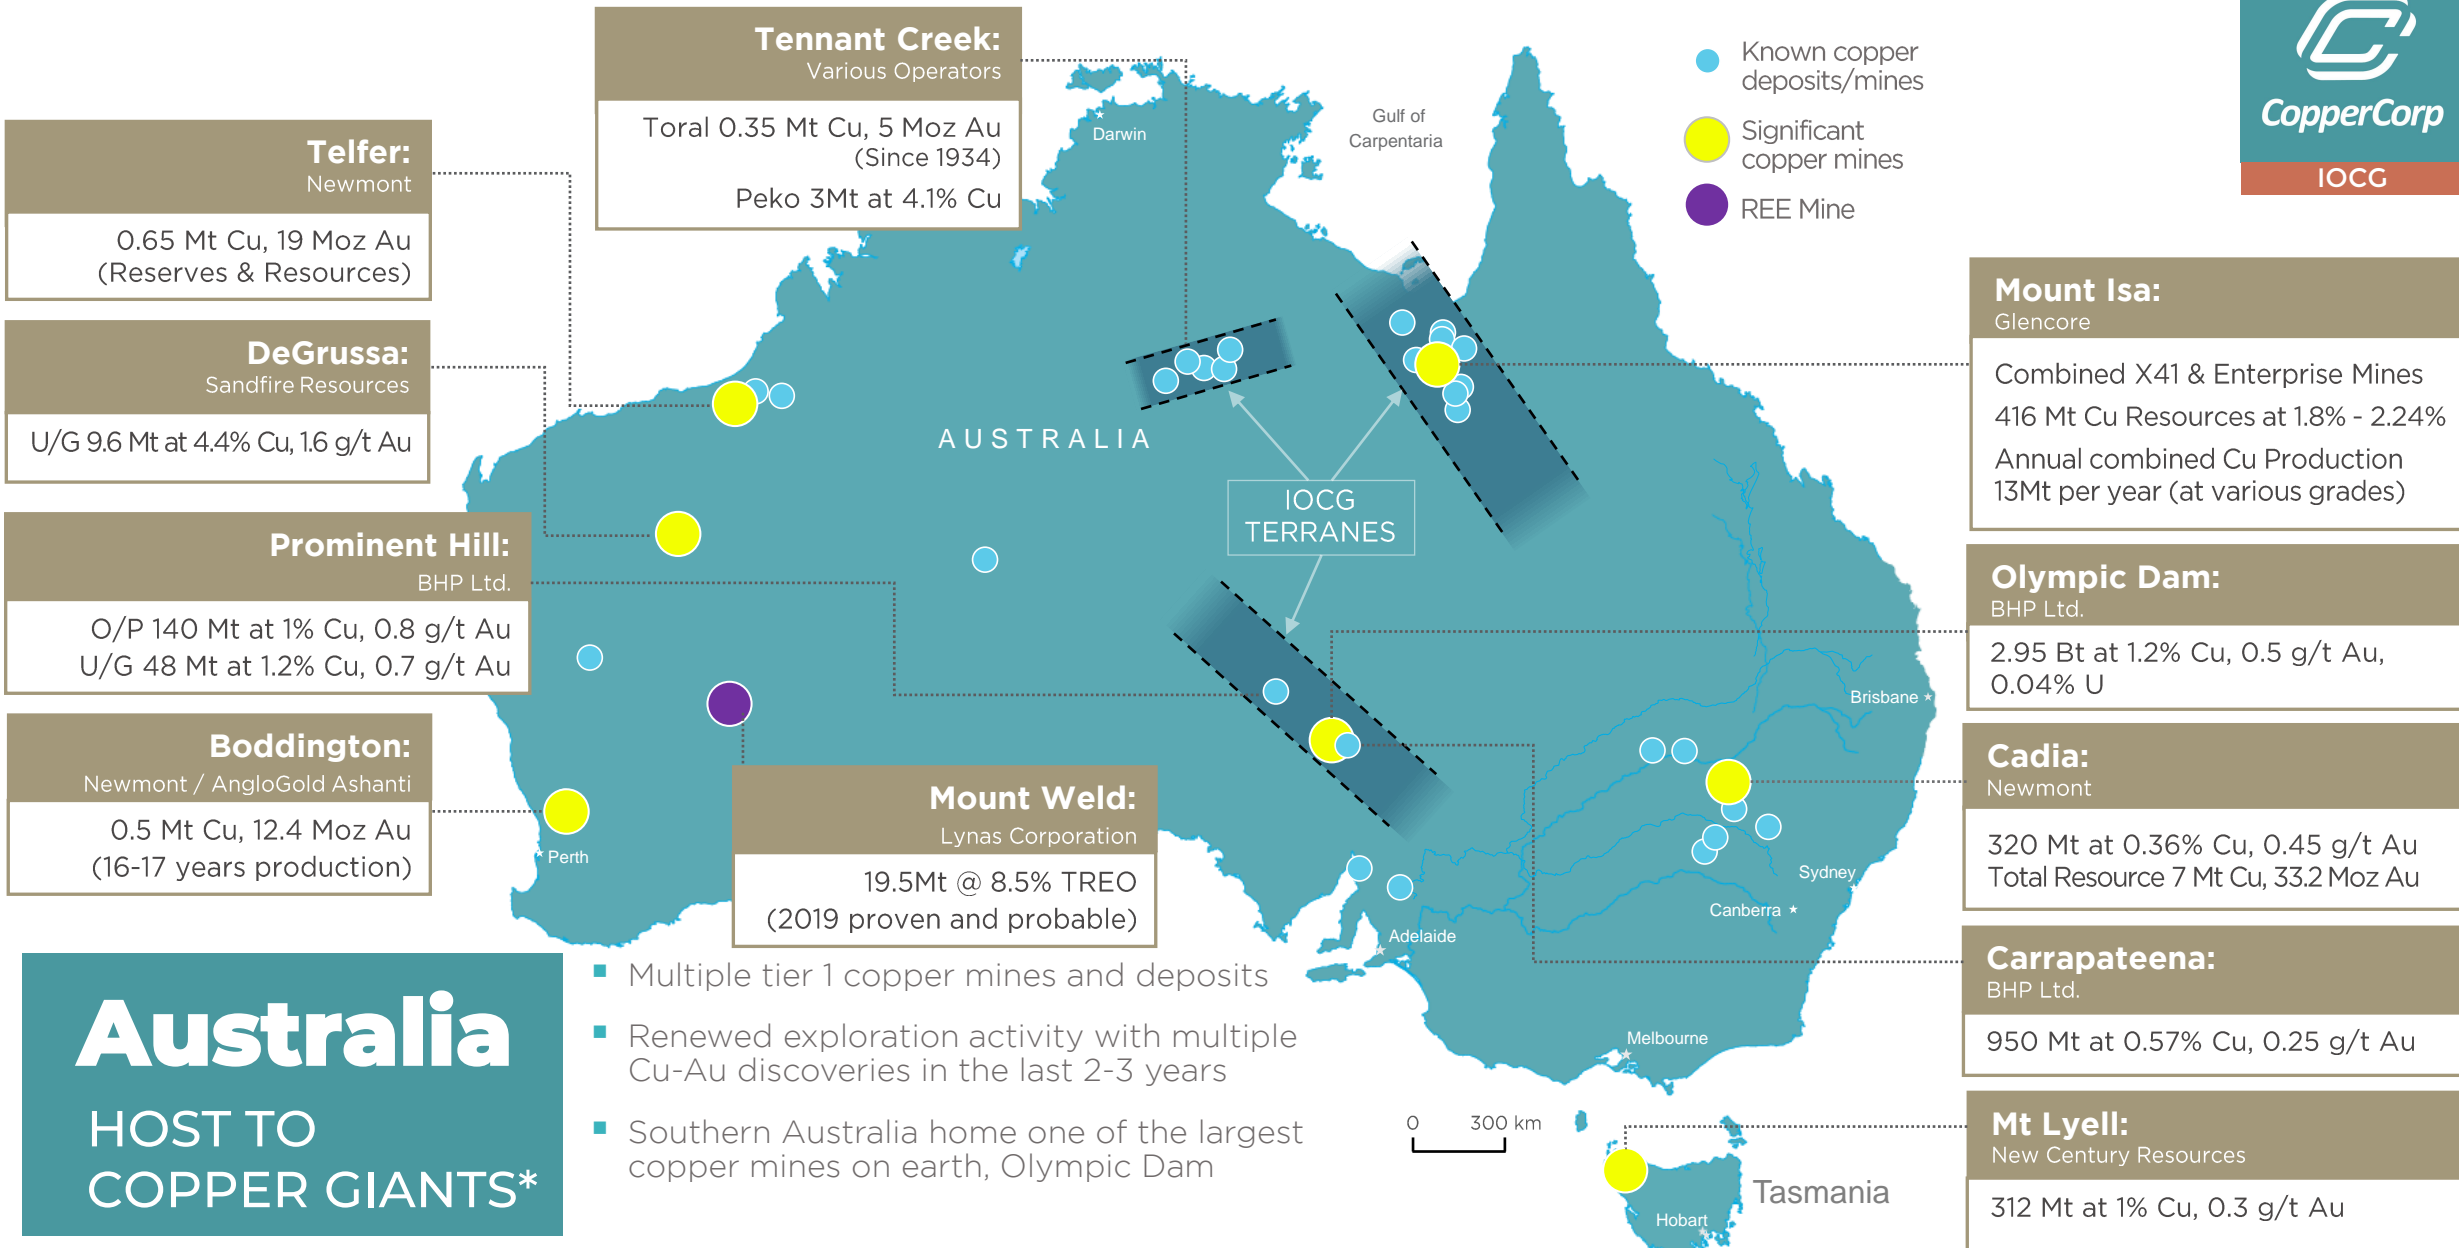 Tennant Creek:
Various Operators
Toral 0.35 Mt Cu, 5 Moz Au
(Since 1934)
Peko 3Mt at 4.1% Cu
Known copper
deposits/mines
Significant
copper mines
REE Mine
CopperCorp
IOCG
Telfer:
Newmont
0.65 Mt Cu, 19 Moz Au
(Reserves & Resources)
DeGrussa:
Sandfire Resources
U/G 9.6 Mt at 4.4% Cu, 1.6 g/t Au
Prominent Hill:
BHP Ltd.
O/P 140 Mt at 1% Cu, 0.8 g/t Au
U/G 48 Mt at 1.2% Cu, 0.7 g/t Au
Boddington:
Newmont / AngloGold Ashanti
0.5 Mt Cu, 12.4 Moz Au
(16-17 years production)
Mount Weld:
Lynas Corporation
19.5Mt @ 8.5% TREO
(2019 proven and probable)
Darwin
Gulf of
Carpentaria
AUSTRALIA
IOCG
TERRANES
Perth
Brisbane
Sydney
Canberra
Adelaide
Melbourne
0 300 km
Tasmania
Hobart
Mount Isa:
Glencore
Combined X41 & Enterprise Mines
416 Mt Cu Resources at 1.8% - 2.24%
Annual combined Cu Production
13Mt per year (at various grades)
Olympic Dam:
BHP Ltd.
2.95 Bt at 1.2% Cu, 0.5 g/t Au,
0.04% U
Cadia:
Newmont
320 Mt at 0.36% Cu, 0.45 g/t Au
Total Resource 7 Mt Cu, 33.2 Moz Au
Carrapateena:
BHP Ltd.
950 Mt at 0.57% Cu, 0.25 g/t Au
Mt Lyell:
New Century Resources
312 Mt at 1% Cu, 0.3 g/t Au
Australia
HOST TO
COPPER GIANTS*
▪ Multiple tier 1 copper mines and deposits
▪ Renewed exploration activity with multiple
Cu-Au discoveries in the last 2-3 years
▪ Southern Australia home one of the largest
copper mines on earth, Olympic Dam